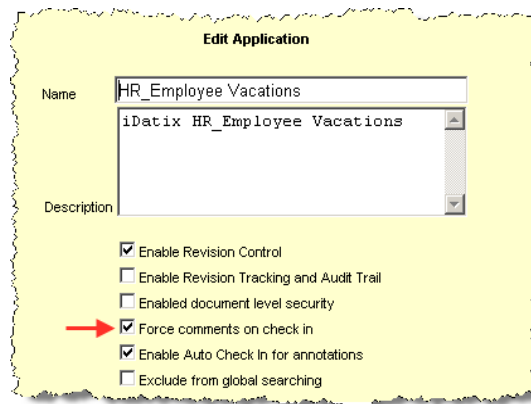 Edit Application
Name
HR_Employee Vacations
iDatix HR_Employee Vacations
Description
Enable Revision Control
Enable Revision Tracking and Audit Trail
Enabled document level security
Force comments on check in
Enable Auto Check In for annotations
Exclude from global searching